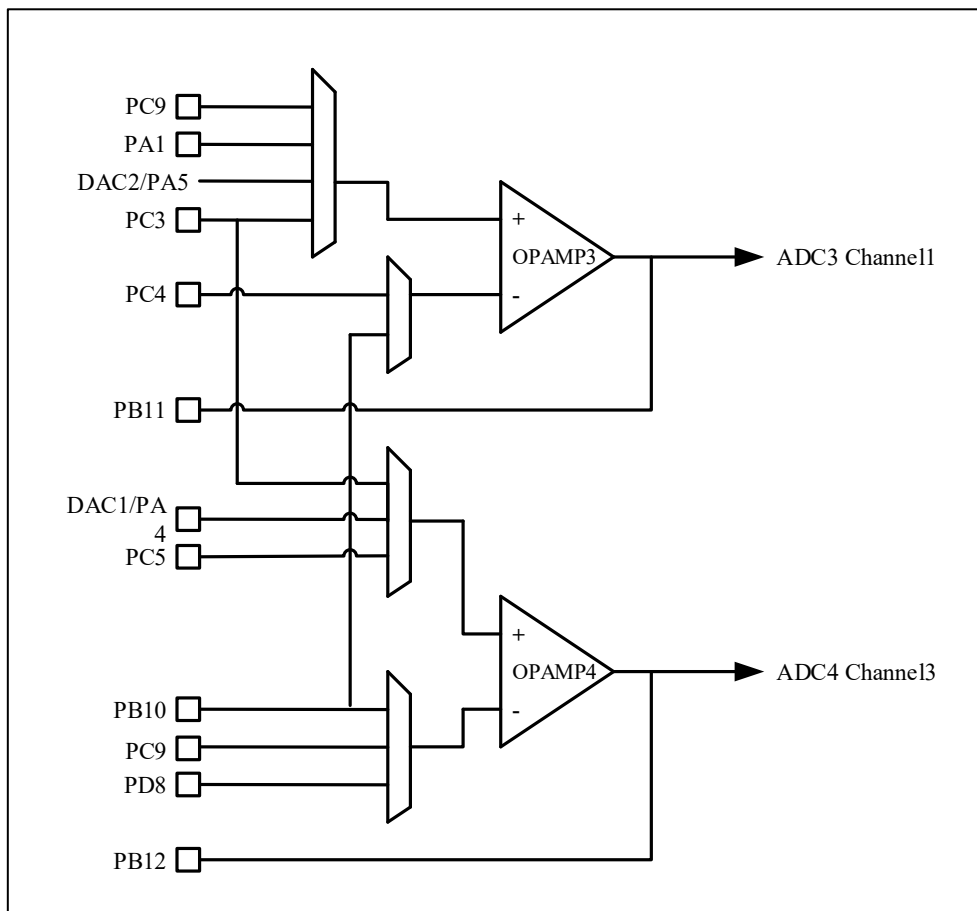 PC9
PA1
DAC2/PA5
PC3
+
OPAMP3
ADC3 Channel1
PC4
-
PB11
DAC1/PA
4
PC5
+
OPAMP4
ADC4 Channel3
PB10
-
PC9
PD8
PB12